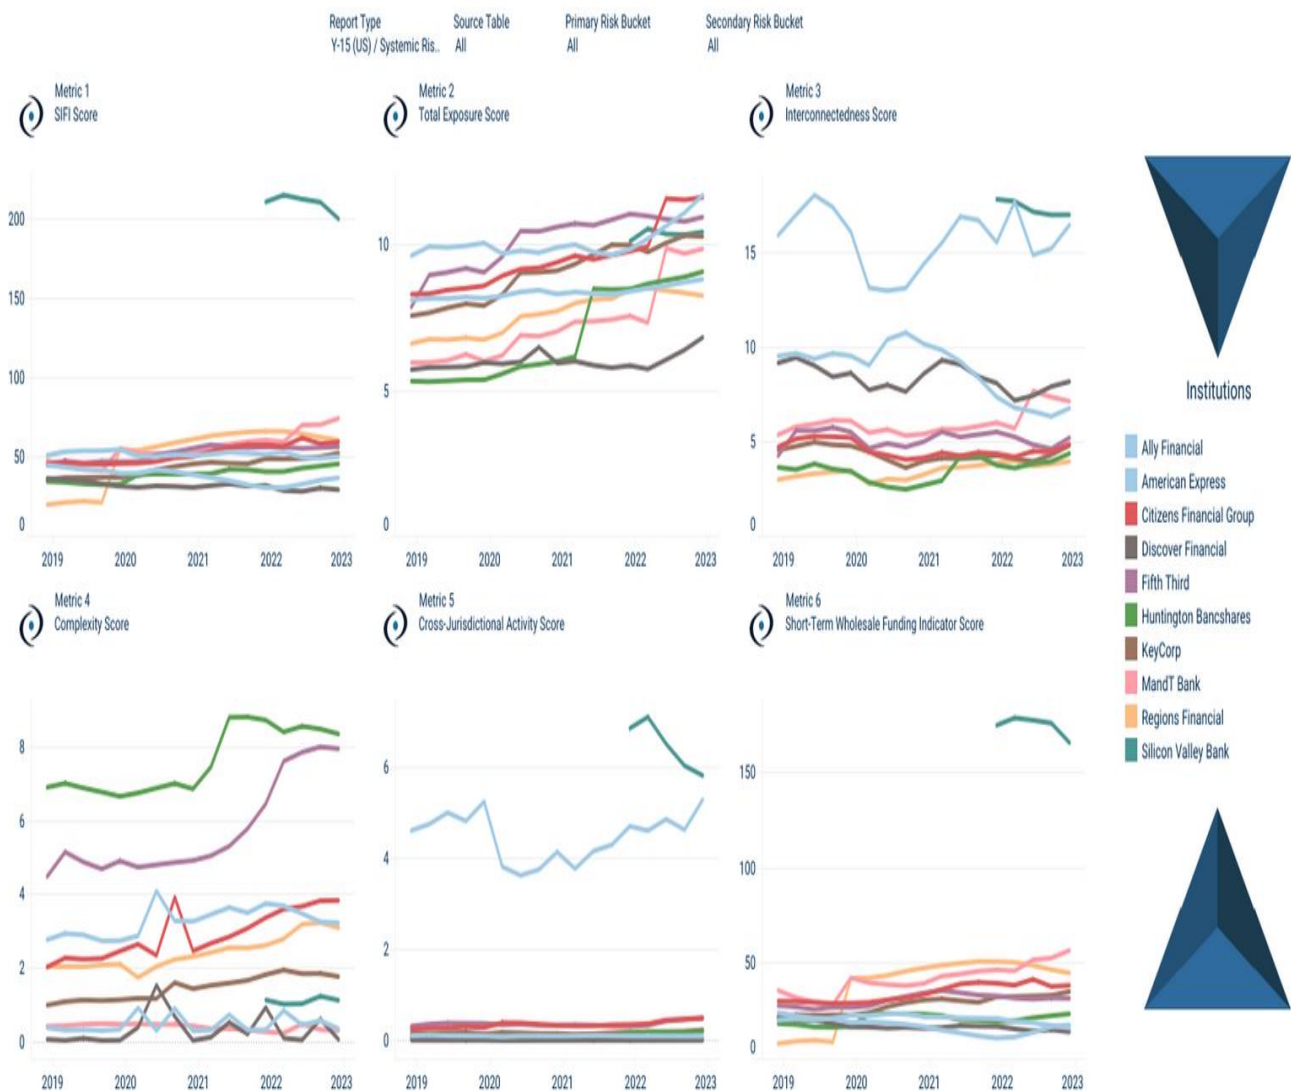 Report Type Source Table Primary Risk Bucket Secondary Risk Bucket
Y-15 (US) / Systemic Ris.. All All All
Metric 1
SIFI Score
200
150
100
50
0
2019 2020 2021 2022 2023
Metric 2
Total Exposure Score
10
5
0
2019 2020 2021 2022 2023
Metric 3
Interconnectedness Score
15
10
5
0
2019 2020 2021 2022 2023
Metric 4
Complexity Score
8
6
4
2
0
2019 2020 2021 2022 2023
Metric 5
Cross-Jurisdictional Activity Score
6
4
2
0
2019 2020 2021 2022 2023
Metric 6
Short-Term Wholesale Funding Indicator Score
150
100
50
0
2019 2020 2021 2022 2023
Institutions
Ally Financial
American Express
Citizens Financial Group
Discover Financial
Fifth Third
Huntington Bancshares
KeyCorp
MandT Bank
Regions Financial
Silicon Valley Bank